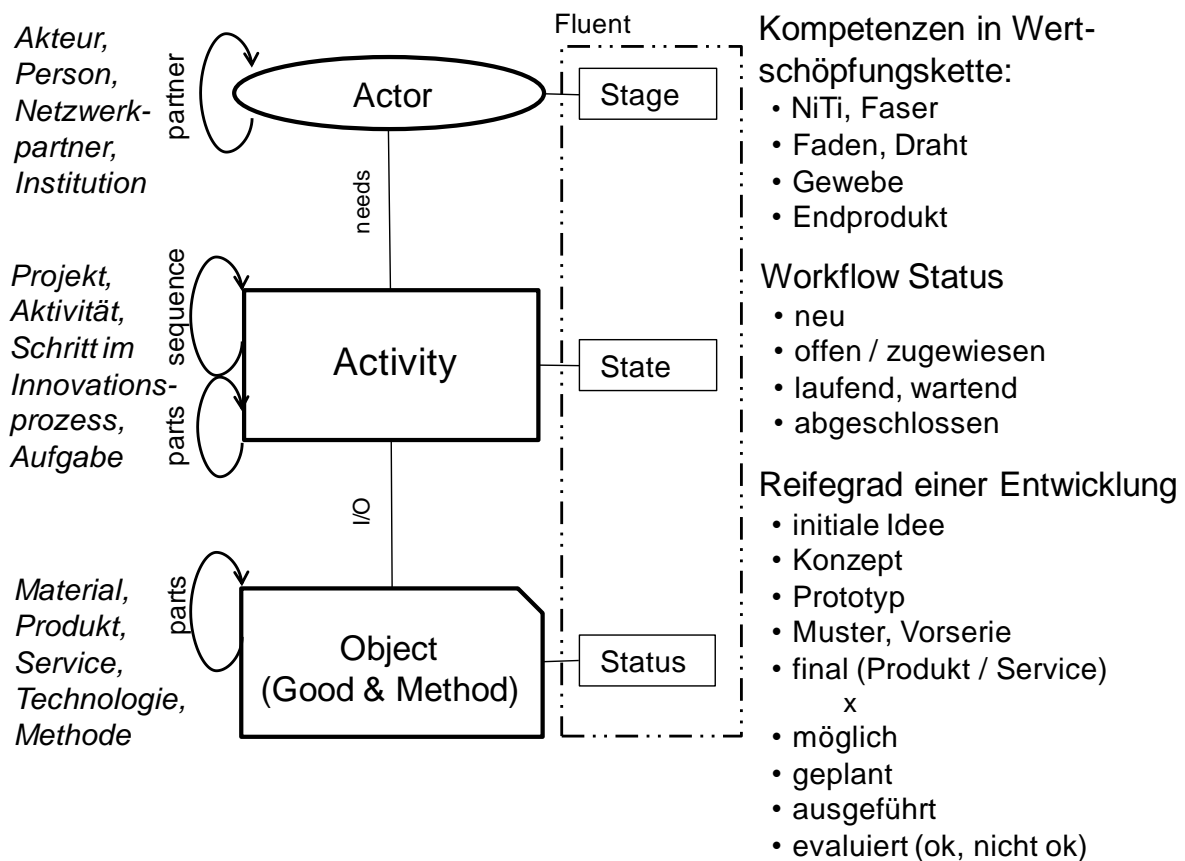 Akteur,
Person,
Netzwerk-
partner,
Institution
partner
Actor
Fluent
Stage
Kompetenzen in Wert-
schöpfungskette:
• NiTi, Faser
• Faden, Draht
• Gewebe
• Endprodukt
needs
Projekt,
Aktivität,
Schritt im
Innovations-
prozess,
Aufgabe
sequence
parts
Activity
State
Workflow Status
• neu
• offen / zugewiesen
• laufend, wartend
• abgeschlossen
I/O
Material,
Produkt,
Service,
Technologie,
Methode
parts
Object
(Good & Method)
Status
Reifegrad einer Entwicklung
• initiale Idee
• Konzept
• Prototyp
• Muster, Vorserie
• final (Produkt / Service)
x
• möglich
• geplant
• ausgeführt
• evaluiert (ok, nicht ok)